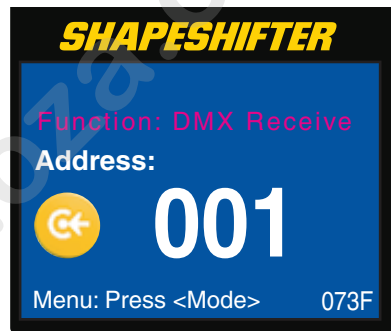 SHAPESHIFTER
Function: DMX Receive
Address:
001
Menu: Press <Mode> 073F